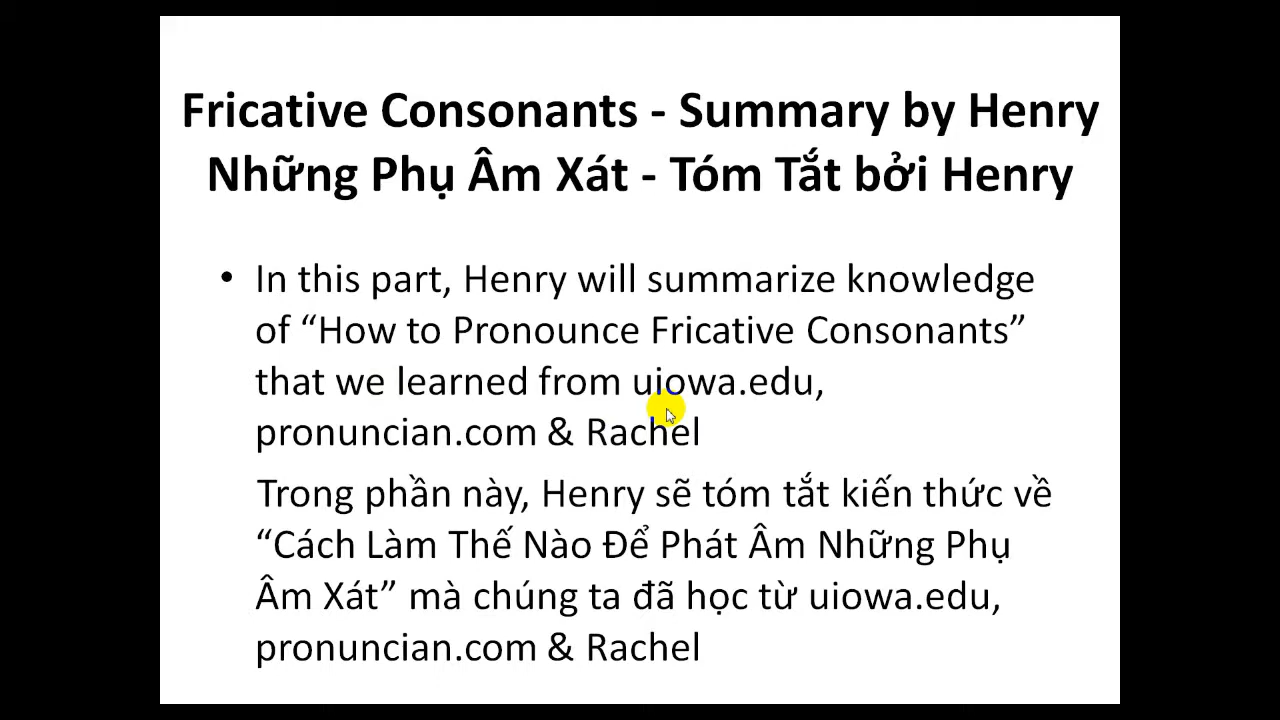 Fricative Consonants - Summary by Henry
Những Phụ Âm Xát - Tóm Tắt bởi Henry
• In this part, Henry will summarize knowledge
of “How to Pronounce Fricative Consonants”
that we learned from uiowa.edu,
pronuncian.com & Rachel
Trong phần này, Henry sẽ tóm tắt kiến thức về
“Cách Làm Thế Nào Để Phát Âm Những Phụ
Âm Xát” mà chúng ta đã học từ uiowa.edu,
pronuncian.com & Rachel